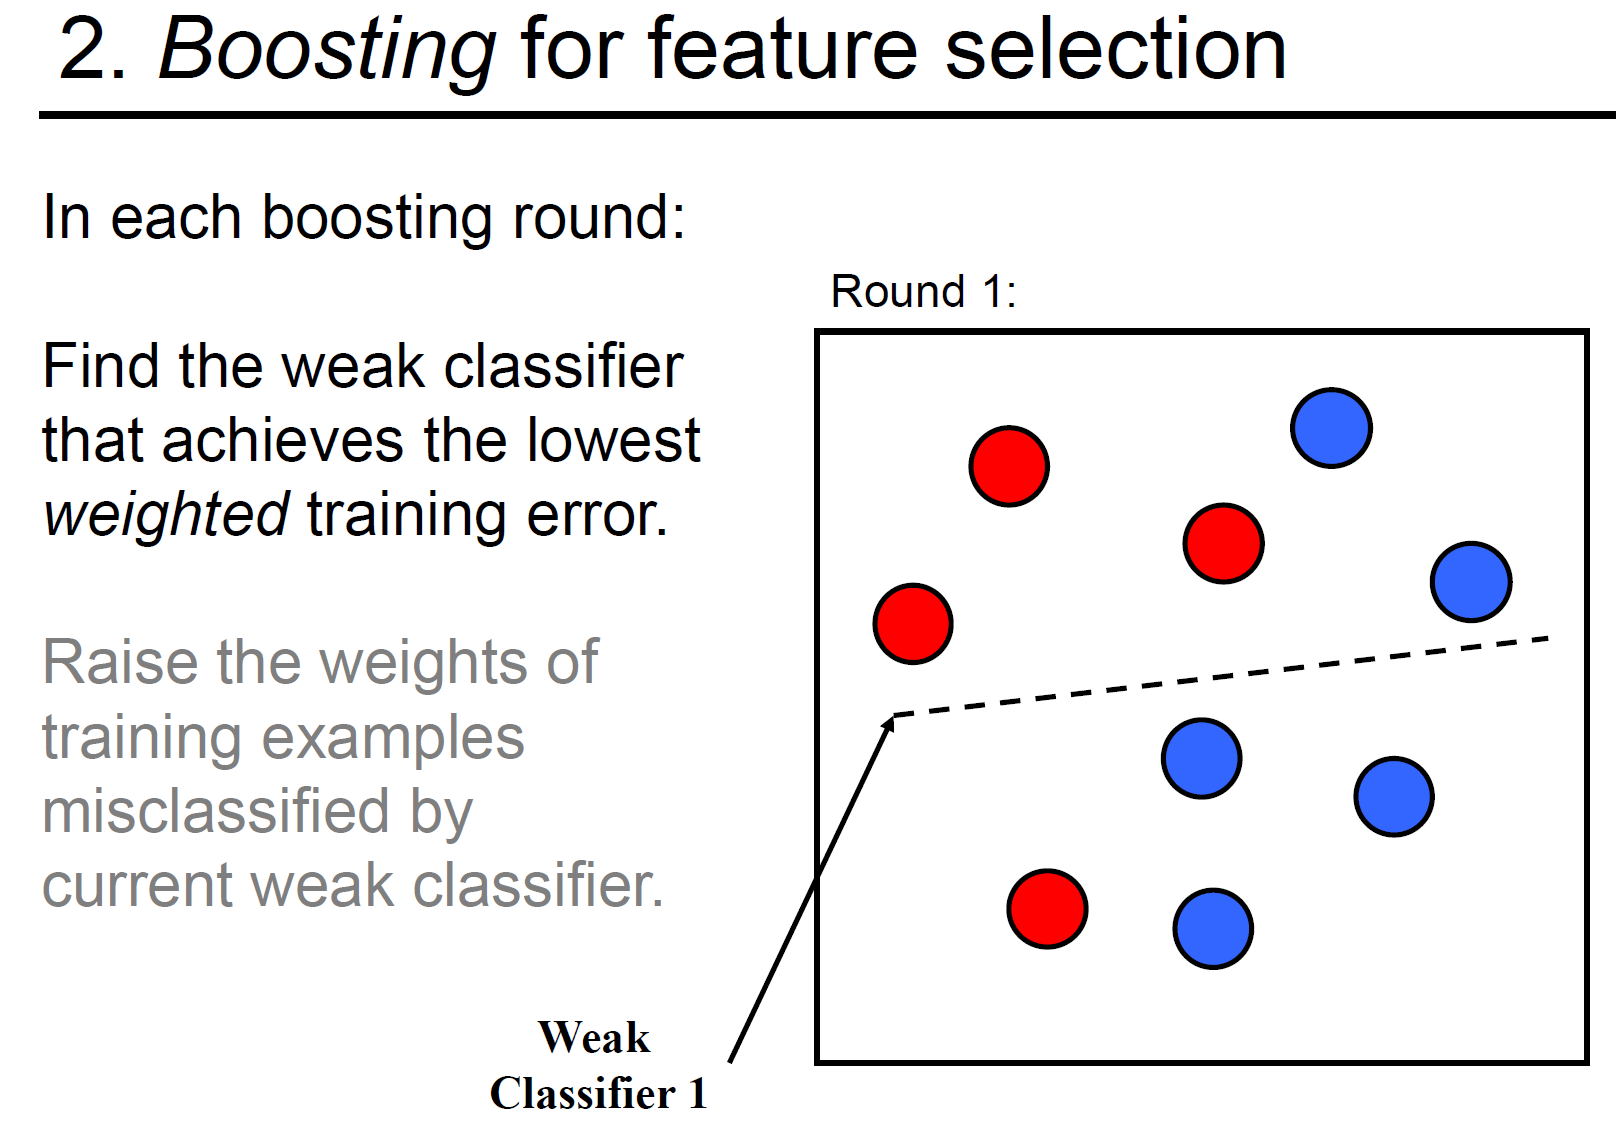 2. Boosting for feature selection
In each boosting round:
Find the weak classifier
that achieves the lowest
weighted training error.
Raise the weights of
training examples
misclassified by
current weak classifier.
Round 1:
Weak
Classifier 1